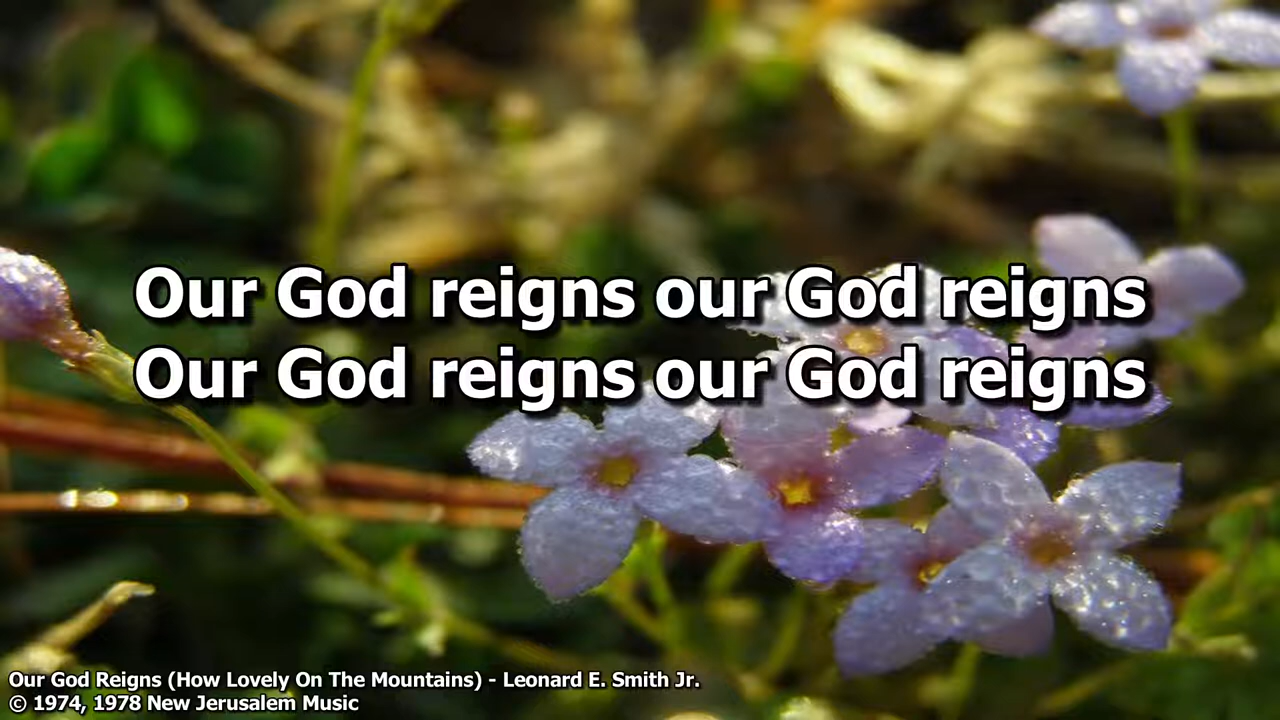 Our God reigns our God reigns
Our God reigns our God reigns
Our God Reigns (How Lovely On The Mountains) - Leonard E. Smith Jr.
© 1974, 1978 New Jerusalem Music